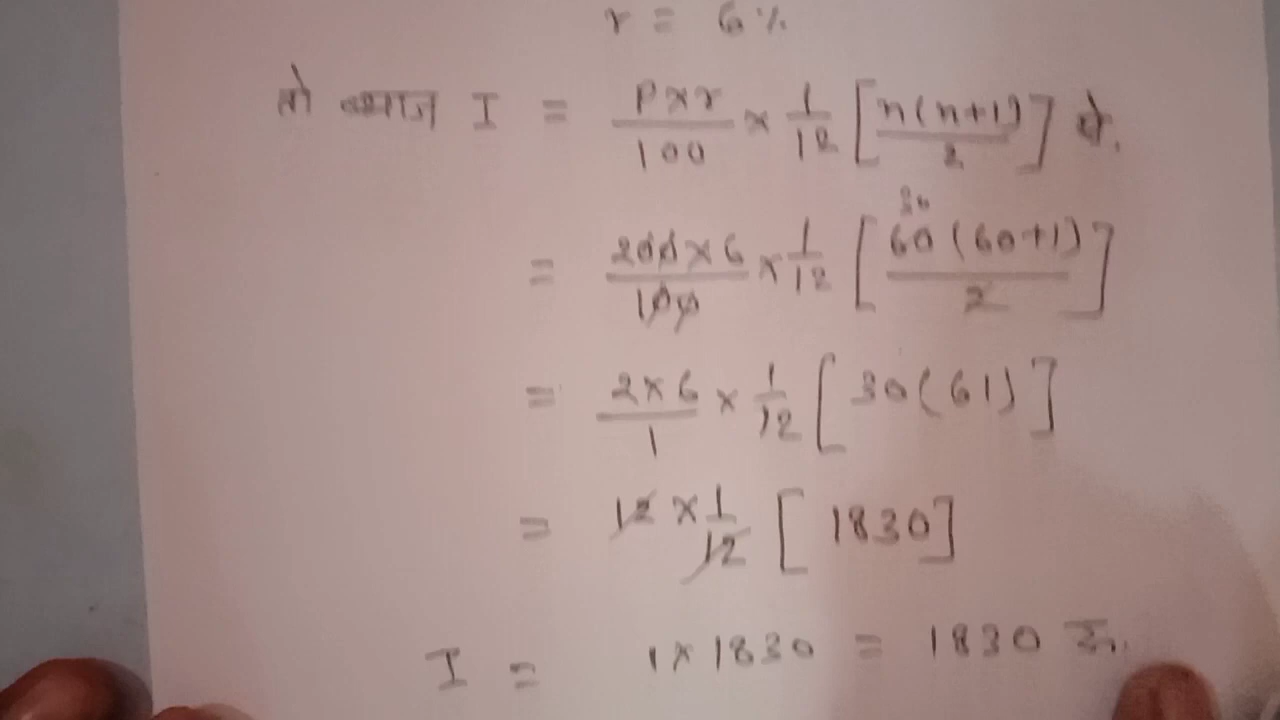 r = 6%
तो ब्याज I = P×r/100 × 1/12 [n(n+1)/2] से.
= 200×6/100 × 1/12 [60(60+1)/2] 30
= 2×6/1 × 1/12 [30(61)]
= 12 × 1/12 [1830]
I = 1×1830 = 1830 रु.